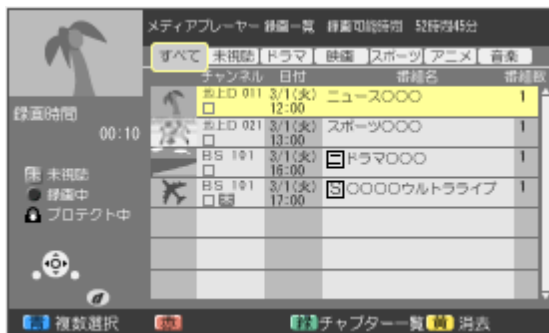 メディアプレーヤー 録画一覧 録画可能時間 52時間45分
すべて 未視聴 ドラマ 映画 スポーツ アニメ 音楽
チャンネル 日付 番組名 番組数
地上D 011 3/1(火) 12:00 ニュース○○○ 1
地上D 021 3/1(火) 13:00 スポーツ○○○ 1
BS 101 3/1(火) 16:00 二ドラマ○○○ 1
BS 101 3/1(火) 17:00 S○○○○ウルトラライブ 1
録画時間
00:10
未 未視聴
録画中
プロテクト中
d
青 複数選択 赤 緑 チャプター一覧 黄 消去